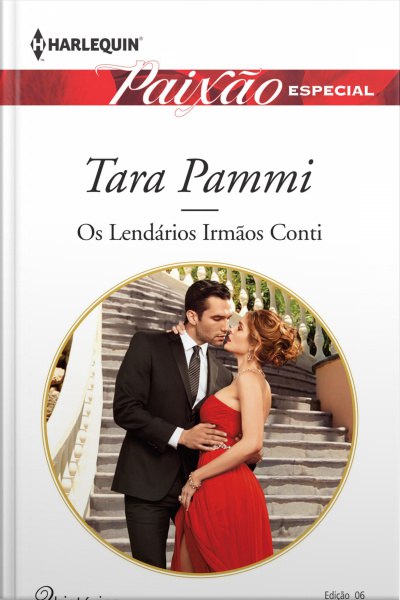 HARLEQUIN
Paixão ESPECIAL
Tara Pammi
Os Lendários Irmãos Conti
Edição 06